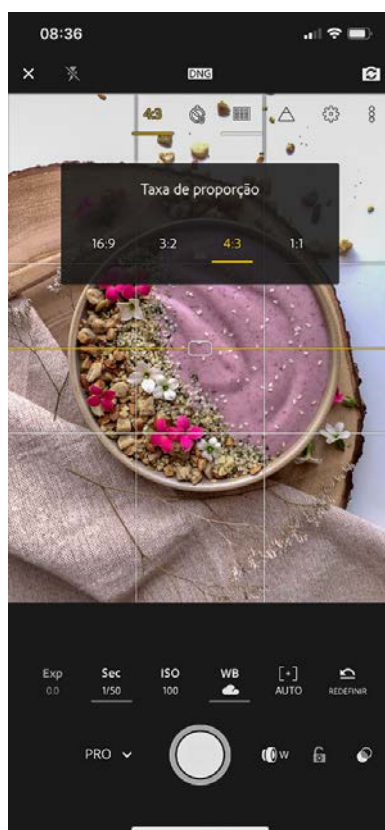 08:36
DNG
4:3
Taxa de proporção
16:9 3:2 4:3 1:1
Exp Sec ISO WB [+]
0.0 1/50 100 AUTO REDEFINIR
PRO W